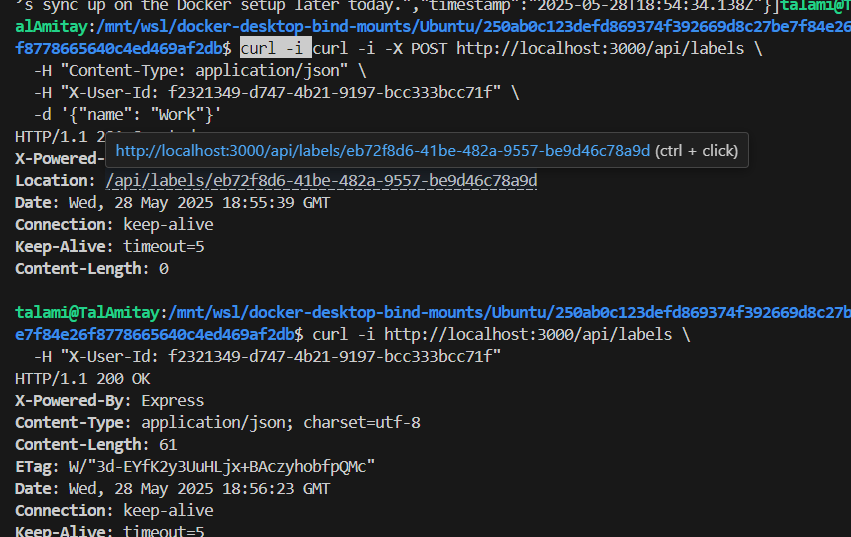 's sync up on the Docker setup later today.","timestamp":"2025-05-28T18:54:34.138Z"}]talami@T
alAmitay:/mnt/wsl/docker-desktop-bind-mounts/Ubuntu/250ab0c123defd869374f392669d8c27be7f84e26
f8778665640c4ed469af2db$ curl -i curl -i -X POST http://localhost:3000/api/labels \
-H "Content-Type: application/json" \
-H "X-User-Id: f2321349-d747-4b21-9197-bcc333bcc71f" \
-d '{"name": "Work"}'
HTTP/1.1
http://localhost:3000/api/labels/eb72f8d6-41be-482a-9557-be9d46c78a9d (ctrl + click)
X-Powered-
Location: /api/labels/eb72f8d6-41be-482a-9557-be9d46c78a9d
Date: Wed, 28 May 2025 18:55:39 GMT
Connection: keep-alive
Keep-Alive: timeout=5
Content-Length: 0
talami@TalAmitay:/mnt/wsl/docker-desktop-bind-mounts/Ubuntu/250ab0c123defd869374f392669d8c27b
e7f84e26f8778665640c4ed469af2db$ curl -i http://localhost:3000/api/labels \
-H "X-User-Id: f2321349-d747-4b21-9197-bcc333bcc71f"
HTTP/1.1 200 OK
X-Powered-By: Express
Content-Type: application/json; charset=utf-8
Content-Length: 61
ETag: W/"3d-EYfK2y3UuHLjx+BAczyhobfpQMc"
Date: Wed, 28 May 2025 18:56:23 GMT
Connection: keep-alive
Keep-Alive: timeout=5